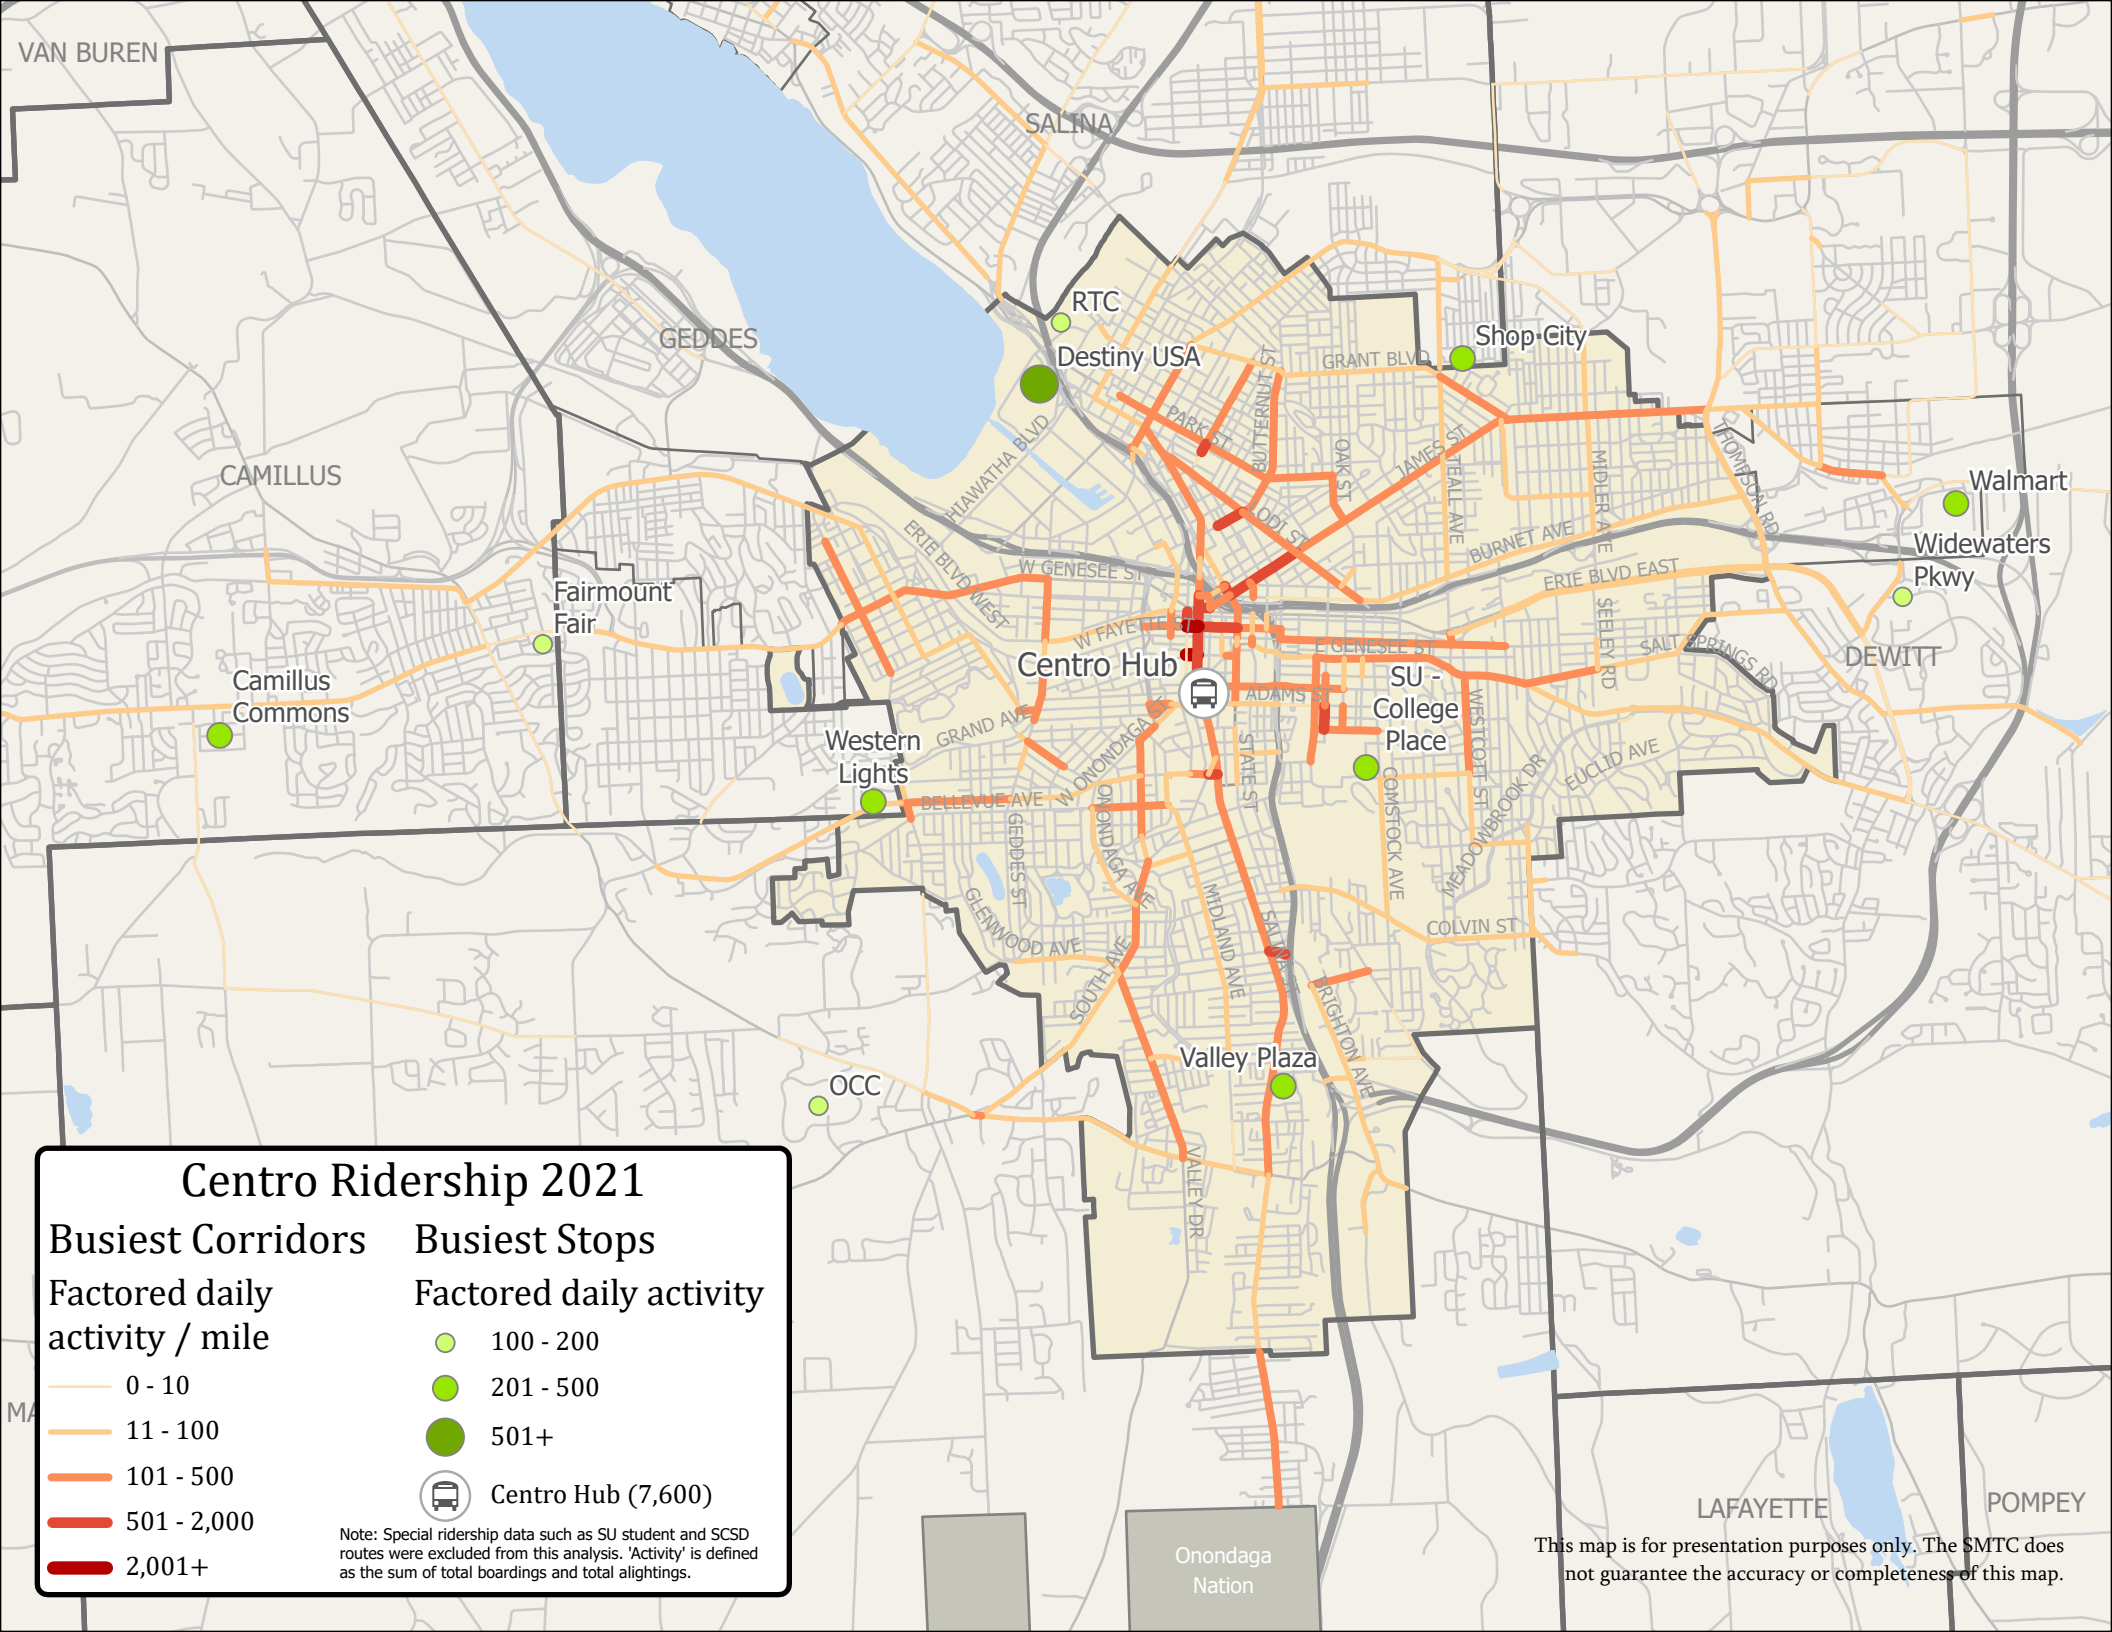 VAN BUREN
SALINA
RTC
Destiny USA
GEDDES
Shop City
GRANT BLVD
BUTTERNUT ST
PARK ST
HIAWATHA BLVD
OAK ST
JAMES ST
TEALL AVE
MIDLER AVE
THOMPSON RD
CAMILLUS
Walmart
LODI ST
BURNET AVE
ERIE BLVD WEST
W GENESEE ST
ERIE BLVD EAST
Widewaters
Pkwy
Fairmount
Fair
W FAYETTE
E GENESEE ST
SEELEY RD
SALT SPRINGS RD
DEWITT
Centro Hub
ADAMS ST
SU -
College
Place
Camillus
Commons
GRAND AVE
W ONONDAGA ST
STATE ST
WESTCOTT ST
Western
Lights
BELLEVUE AVE
ONONDAGA AVE
GEDDES ST
COMSTOCK AVE
MEADOWBROOK DR
EUCLID AVE
GLENWOOD AVE
SOUTH AVE
MIDLAND AVE
SALINA ST
COLVIN ST
BRIGHTON AVE
Valley Plaza
OCC
VALLEY DR
MA
Centro Ridership 2021
Busiest Corridors
Factored daily
activity / mile
0 - 10
11 - 100
101 - 500
501 - 2,000
2,001+
Busiest Stops
Factored daily activity
100 - 200
201 - 500
501+
Centro Hub (7,600)
Note: Special ridership data such as SU student and SCSD
routes were excluded from this analysis. 'Activity' is defined
as the sum of total boardings and total alightings.
Onondaga
Nation
LAFAYETTE
POMPEY
This map is for presentation purposes only. The SMTC does
not guarantee the accuracy or completeness of this map.